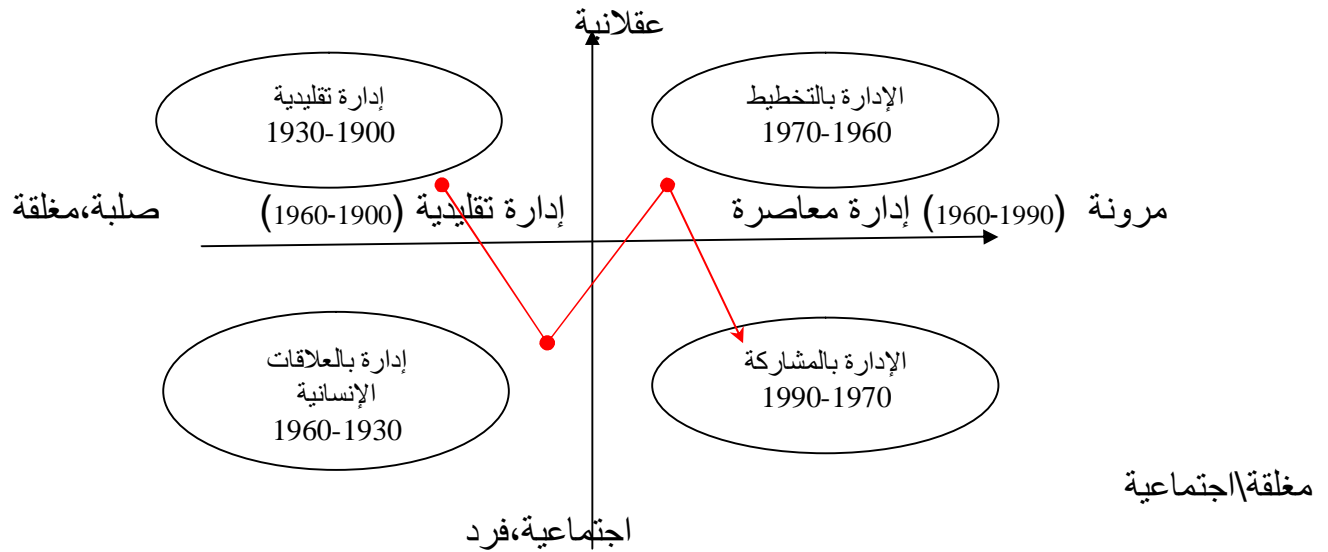 عقلانية
الإدارة بالتخطيط
1970-1960
إدارة تقليدية
1930-1900
مرونة (1960-1990) إدارة معاصرة
إدارة تقليدية (1960-1900)
صلبة،مغلقة
الإدارة بالمشاركة
1990-1970
إدارة بالعلاقات
الإنسانية
1960-1930
مغلقة\اجتماعية
اجتماعية،فرد